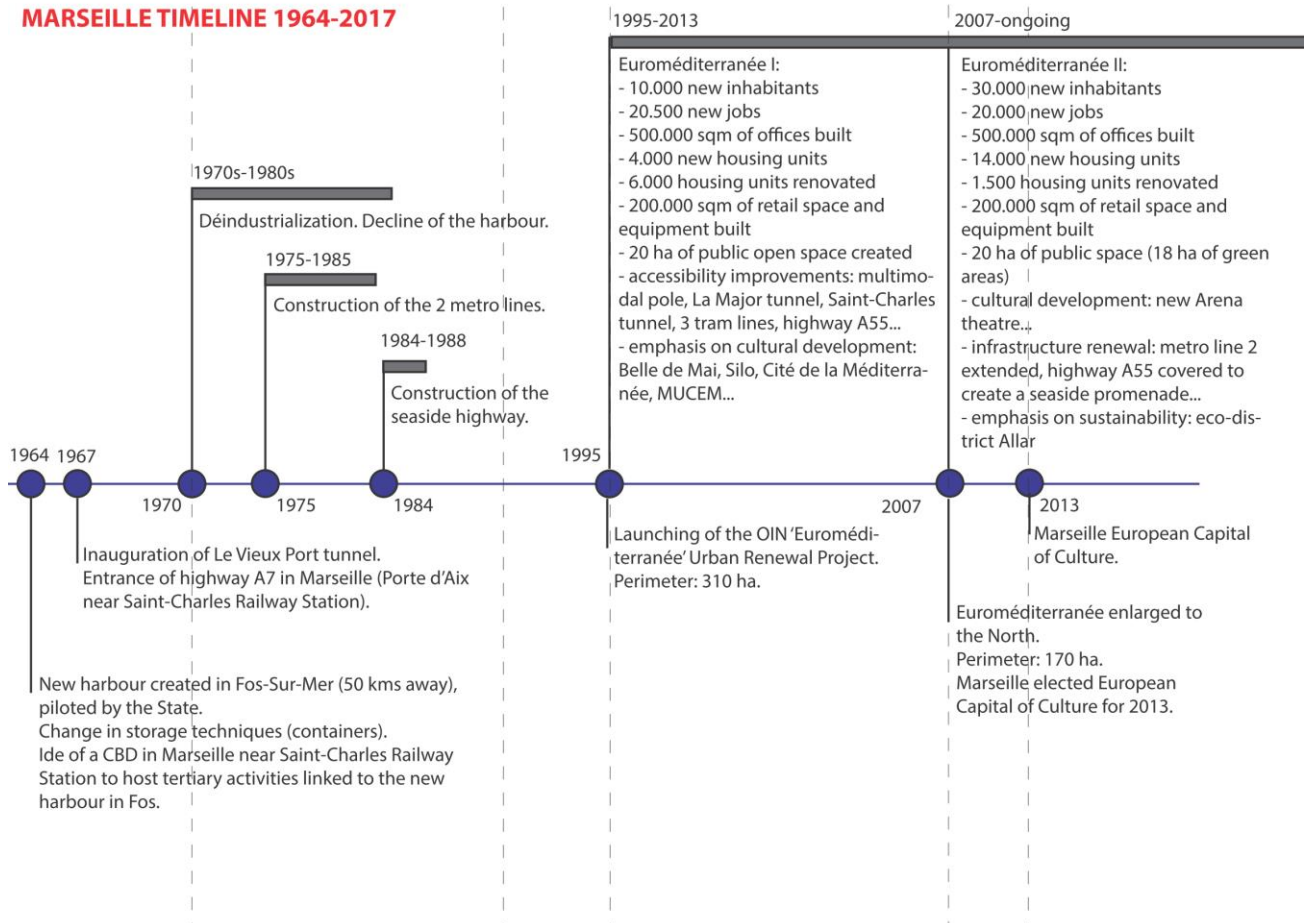 MARSEILLE TIMELINE 1964-2017
1995-2013
2007-ongoing
Euroméditerranée I:
- 10.000 new inhabitants
- 20.500 new jobs
- 500.000 sqm of offices built
- 4.000 new housing units
- 6.000 housing units renovated
- 200.000 sqm of retail space and
equipment built
- 20 ha of public open space created
- accessibility improvements: multimo-
dal pole, La Major tunnel, Saint-Charles
tunnel, 3 tram lines, highway A55...
- emphasis on cultural development:
Belle de Mai, Silo, Cité de la Méditerra-
née, MUCEM...
Euroméditerranée II:
- 30.000 new inhabitants
- 20.000 new jobs
- 500.000 sqm of offices built
- 14.000 new housing units
- 1.500 housing units renovated
- 200.000 sqm of retail space and
equipment built
- 20 ha of public space (18 ha of green
areas)
- cultural development: new Arena
theatre...
- infrastructure renewal: metro line 2
extended, highway A55 covered to
create a seaside promenade...
- emphasis on sustainability: eco-dis-
trict Allar
1970s-1980s
Déindustrialization. Decline of the harbour.
1975-1985
Construction of the 2 metro lines.
1984-1988
Construction of the
seaside highway.
1964
1967
1970
1975
1984
1995
2007
2013
Inauguration of Le Vieux Port tunnel.
Entrance of highway A7 in Marseille (Porte d'Aix
near Saint-Charles Railway Station).
New harbour created in Fos-Sur-Mer (50 kms away),
piloted by the State.
Change in storage techniques (containers).
Ide of a CBD in Marseille near Saint-Charles Railway
Station to host tertiary activities linked to the new
harbour in Fos.
Launching of the OIN 'Euromédi-
terranée' Urban Renewal Project.
Perimeter: 310 ha.
Marseille European Capital
of Culture.
Euroméditerranée enlarged to
the North.
Perimeter: 170 ha.
Marseille elected European
Capital of Culture for 2013.